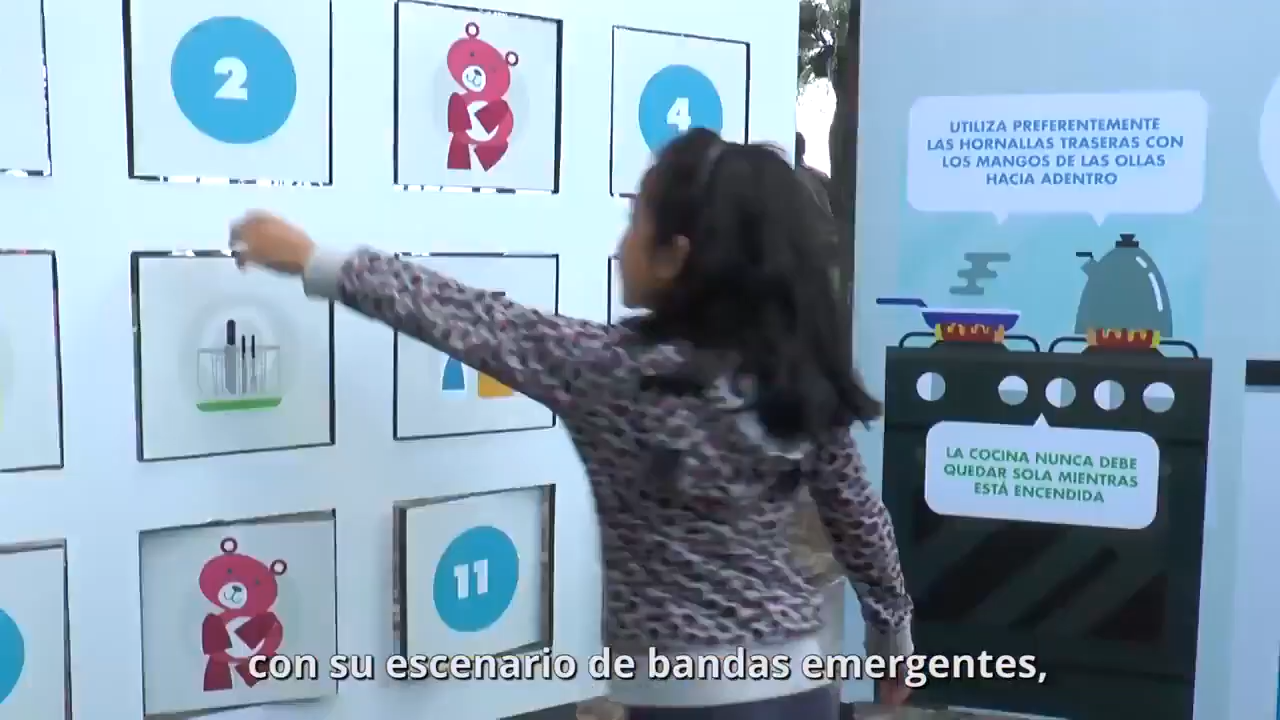 2
4
UTILIZA PREFERENTEMENTE
LAS HORNALLAS TRASERAS CON
LOS MANGOS DE LAS OLLAS
HACIA ADENTRO
LA COCINA NUNCA DEBE
QUEDAR SOLA MIENTRAS
ESTÁ ENCENDIDA
11
con su escenario de bandas emergentes,